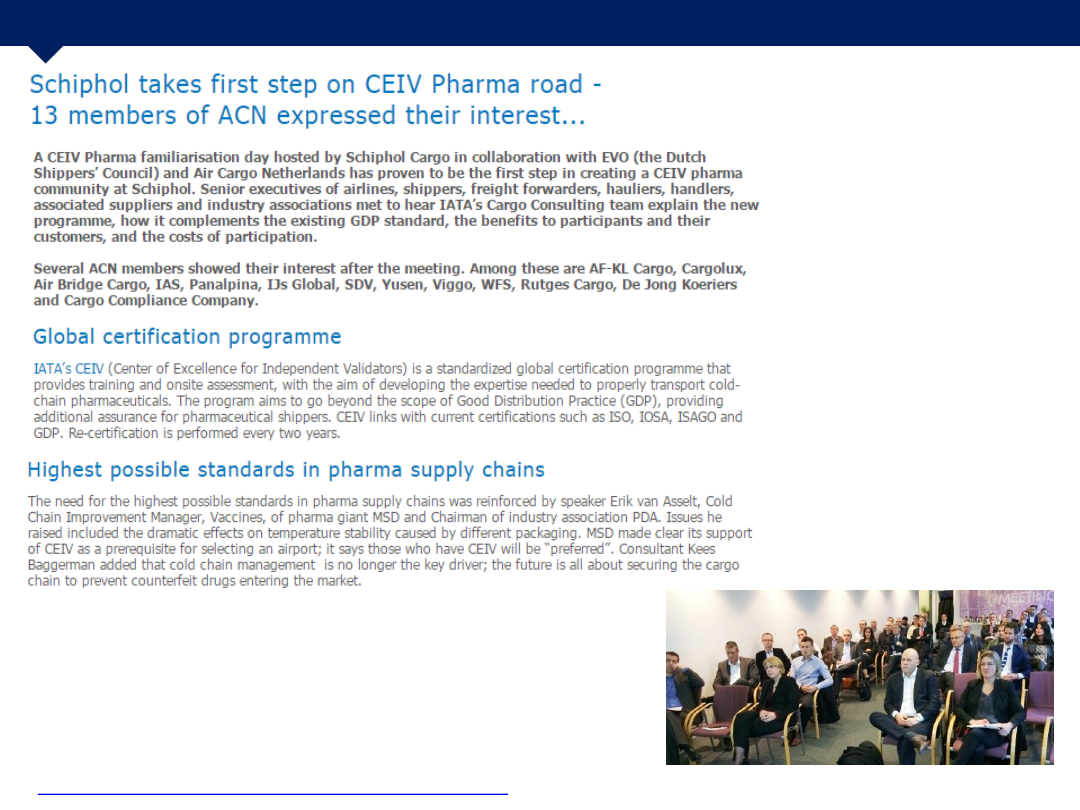 Schiphol takes first step on CEIV Pharma road -
13 members of ACN expressed their interest...
A CEIV Pharma familiarisation day hosted by Schiphol Cargo in collaboration with EVO (the Dutch
Shippers’ Council) and Air Cargo Netherlands has proven to be the first step in creating a CEIV pharma
community at Schiphol. Senior executives of airlines, shippers, freight forwarders, hauliers, handlers,
associated suppliers and industry associations met to hear IATA’s Cargo Consulting team explain the new
programme, how it complements the existing GDP standard, the benefits to participants and their
customers, and the costs of participation.
Several ACN members showed their interest after the meeting. Among these are AF-KL Cargo, Cargolux,
Air Bridge Cargo, IAS, Panalpina, IJs Global, SDV, Yusen, Viggo, WFS, Rutges Cargo, De Jong Koeriers
and Cargo Compliance Company.
Global certification programme
IATA’s CEIV (Center of Excellence for Independent Validators) is a standardized global certification programme that
provides training and onsite assessment, with the aim of developing the expertise needed to properly transport cold-
chain pharmaceuticals. The program aims to go beyond the scope of Good Distribution Practice (GDP), providing
additional assurance for pharmaceutical shippers. CEIV links with current certifications such as ISO, IOSA, ISAGO and
GDP. Re-certification is performed every two years.
Highest possible standards in pharma supply chains
The need for the highest possible standards in pharma supply chains was reinforced by speaker Erik van Asselt, Cold
Chain Improvement Manager, Vaccines, of pharma giant MSD and Chairman of industry association PDA. Issues he
raised included the dramatic effects on temperature stability caused by different packaging. MSD made clear its support
of CEIV as a prerequisite for selecting an airport; it says those who have CEIV will be “preferred”. Consultant Kees
Baggerman added that cold chain management is no longer the key driver; the future is all about securing the cargo
chain to prevent counterfeit drugs entering the market.
MEETING